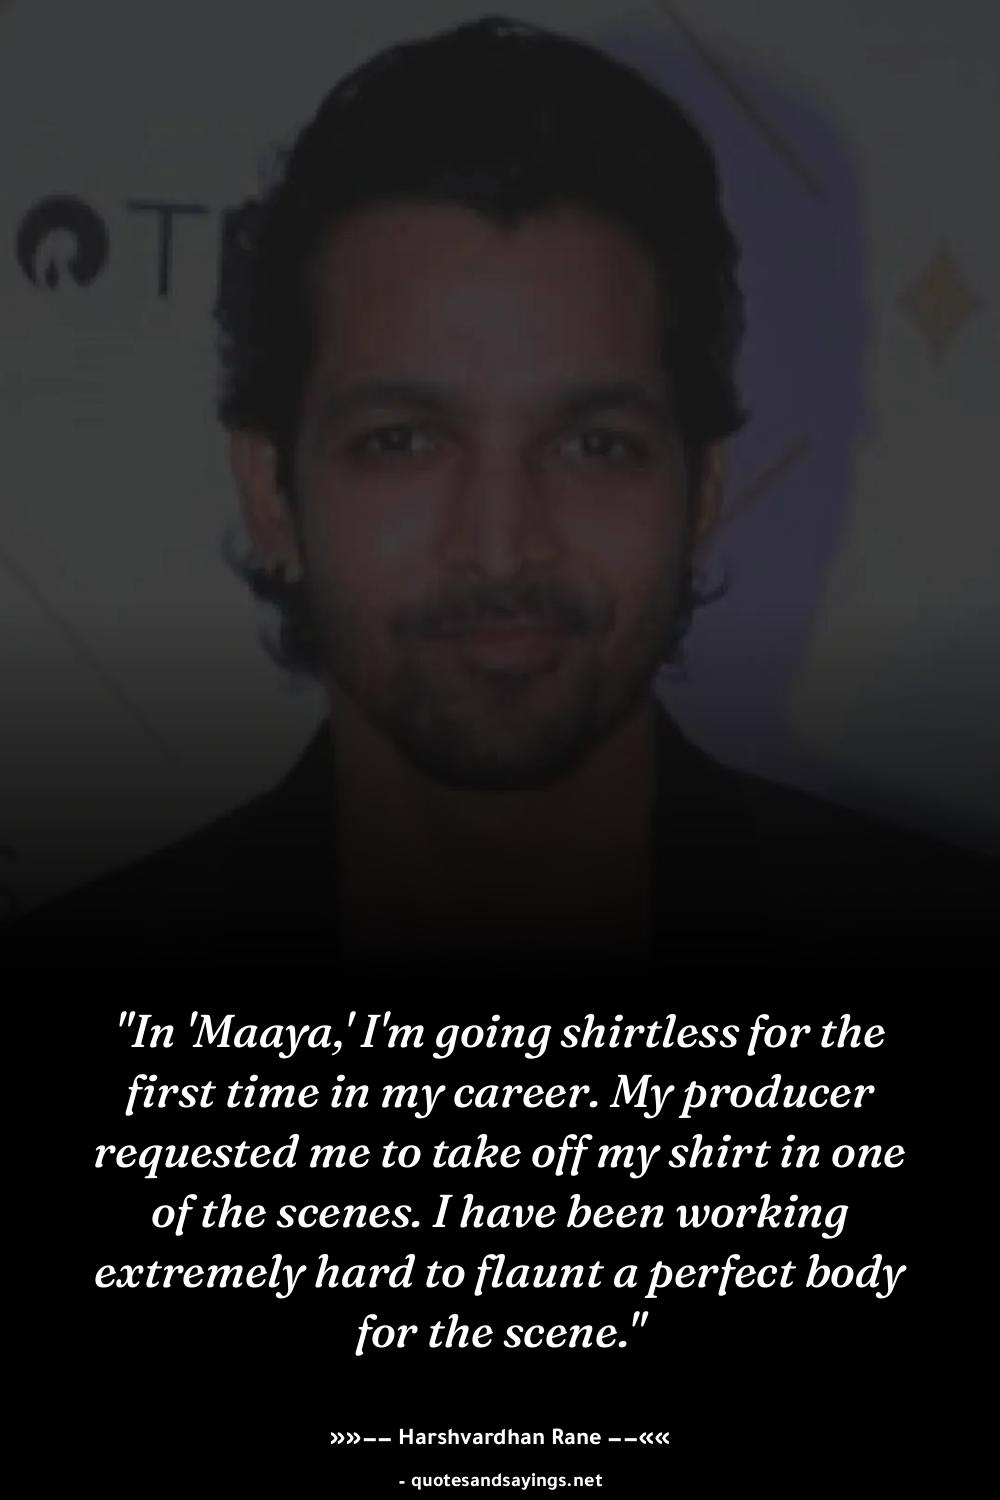 T
"In 'Maaya,' I'm going shirtless for the
first time in my career. My producer
requested me to take off my shirt in one
of the scenes. I have been working
extremely hard to flaunt a perfect body
for the scene."
»»–– Harshvardhan Rane ––««
- quotesandsayings.net